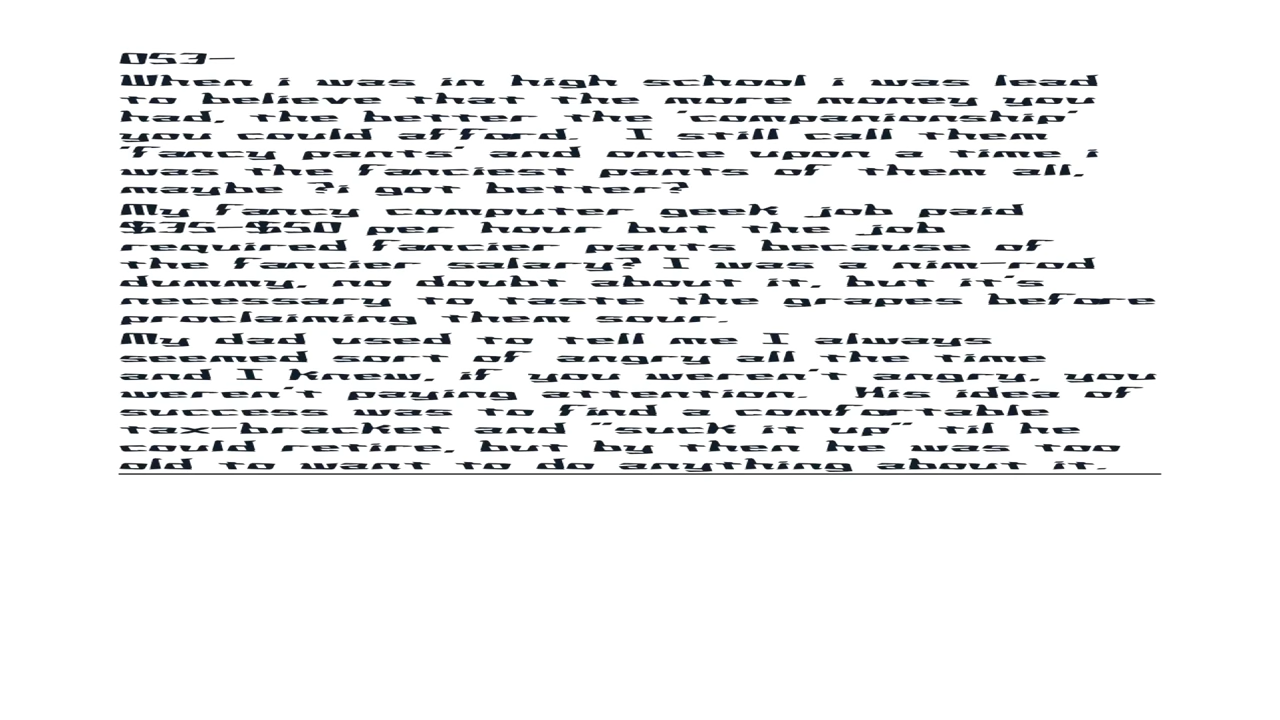 053-
When i was in high school i was lead
to believe that the more money you
had, the better the 'companionship'
you could afford.  I still call them
'fancy pants' and once upon a time i
was the fanciest pants of them all,
maybe ?i got better?
My fancy computer geek job paid
$35-$50 per hour but the job
required fancier pants because of
the fancier salary? I was a nim-rod
dummy, no doubt about it, but it's
necessary to taste the grapes before
proclaiming them sour.
My dad used to tell me I always
seemed sort of angry all the time
and I knew, if you weren't angry, you
weren't paying attention.  His idea of
success was to find a comfortable
tax-bracket and "suck it up" til he
could retire, but by then he was too
old to want to do anything about it.